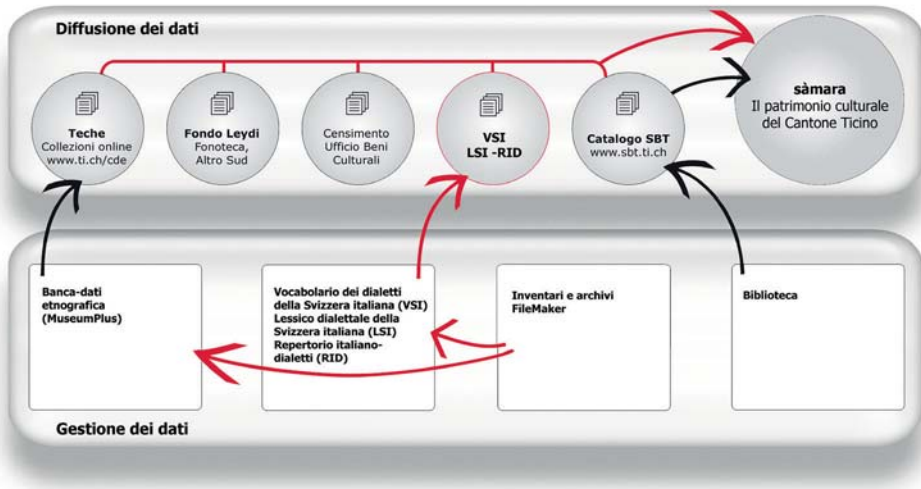 Diffusione dei dati
Teche
Collezioni online
www.ti.ch/cde
Fondo Leydi
Fonoteca,
Altro Sud
Censimento
Ufficio Beni
Culturali
VSI
LSI -RID
Catalogo SBT
www.sbt.ti.ch
sàmara
Il patrimonio culturale
del Cantone Ticino
Banca-dati
etnografica
(MuseumPlus)
Vocabolario dei dialetti
della Svizzera italiana (VSI)
Lessico dialettale della
Svizzera italiana (LSI)
Repertorio italiano-
dialetti (RID)
Inventari e archivi
FileMaker
Biblioteca
Gestione dei dati